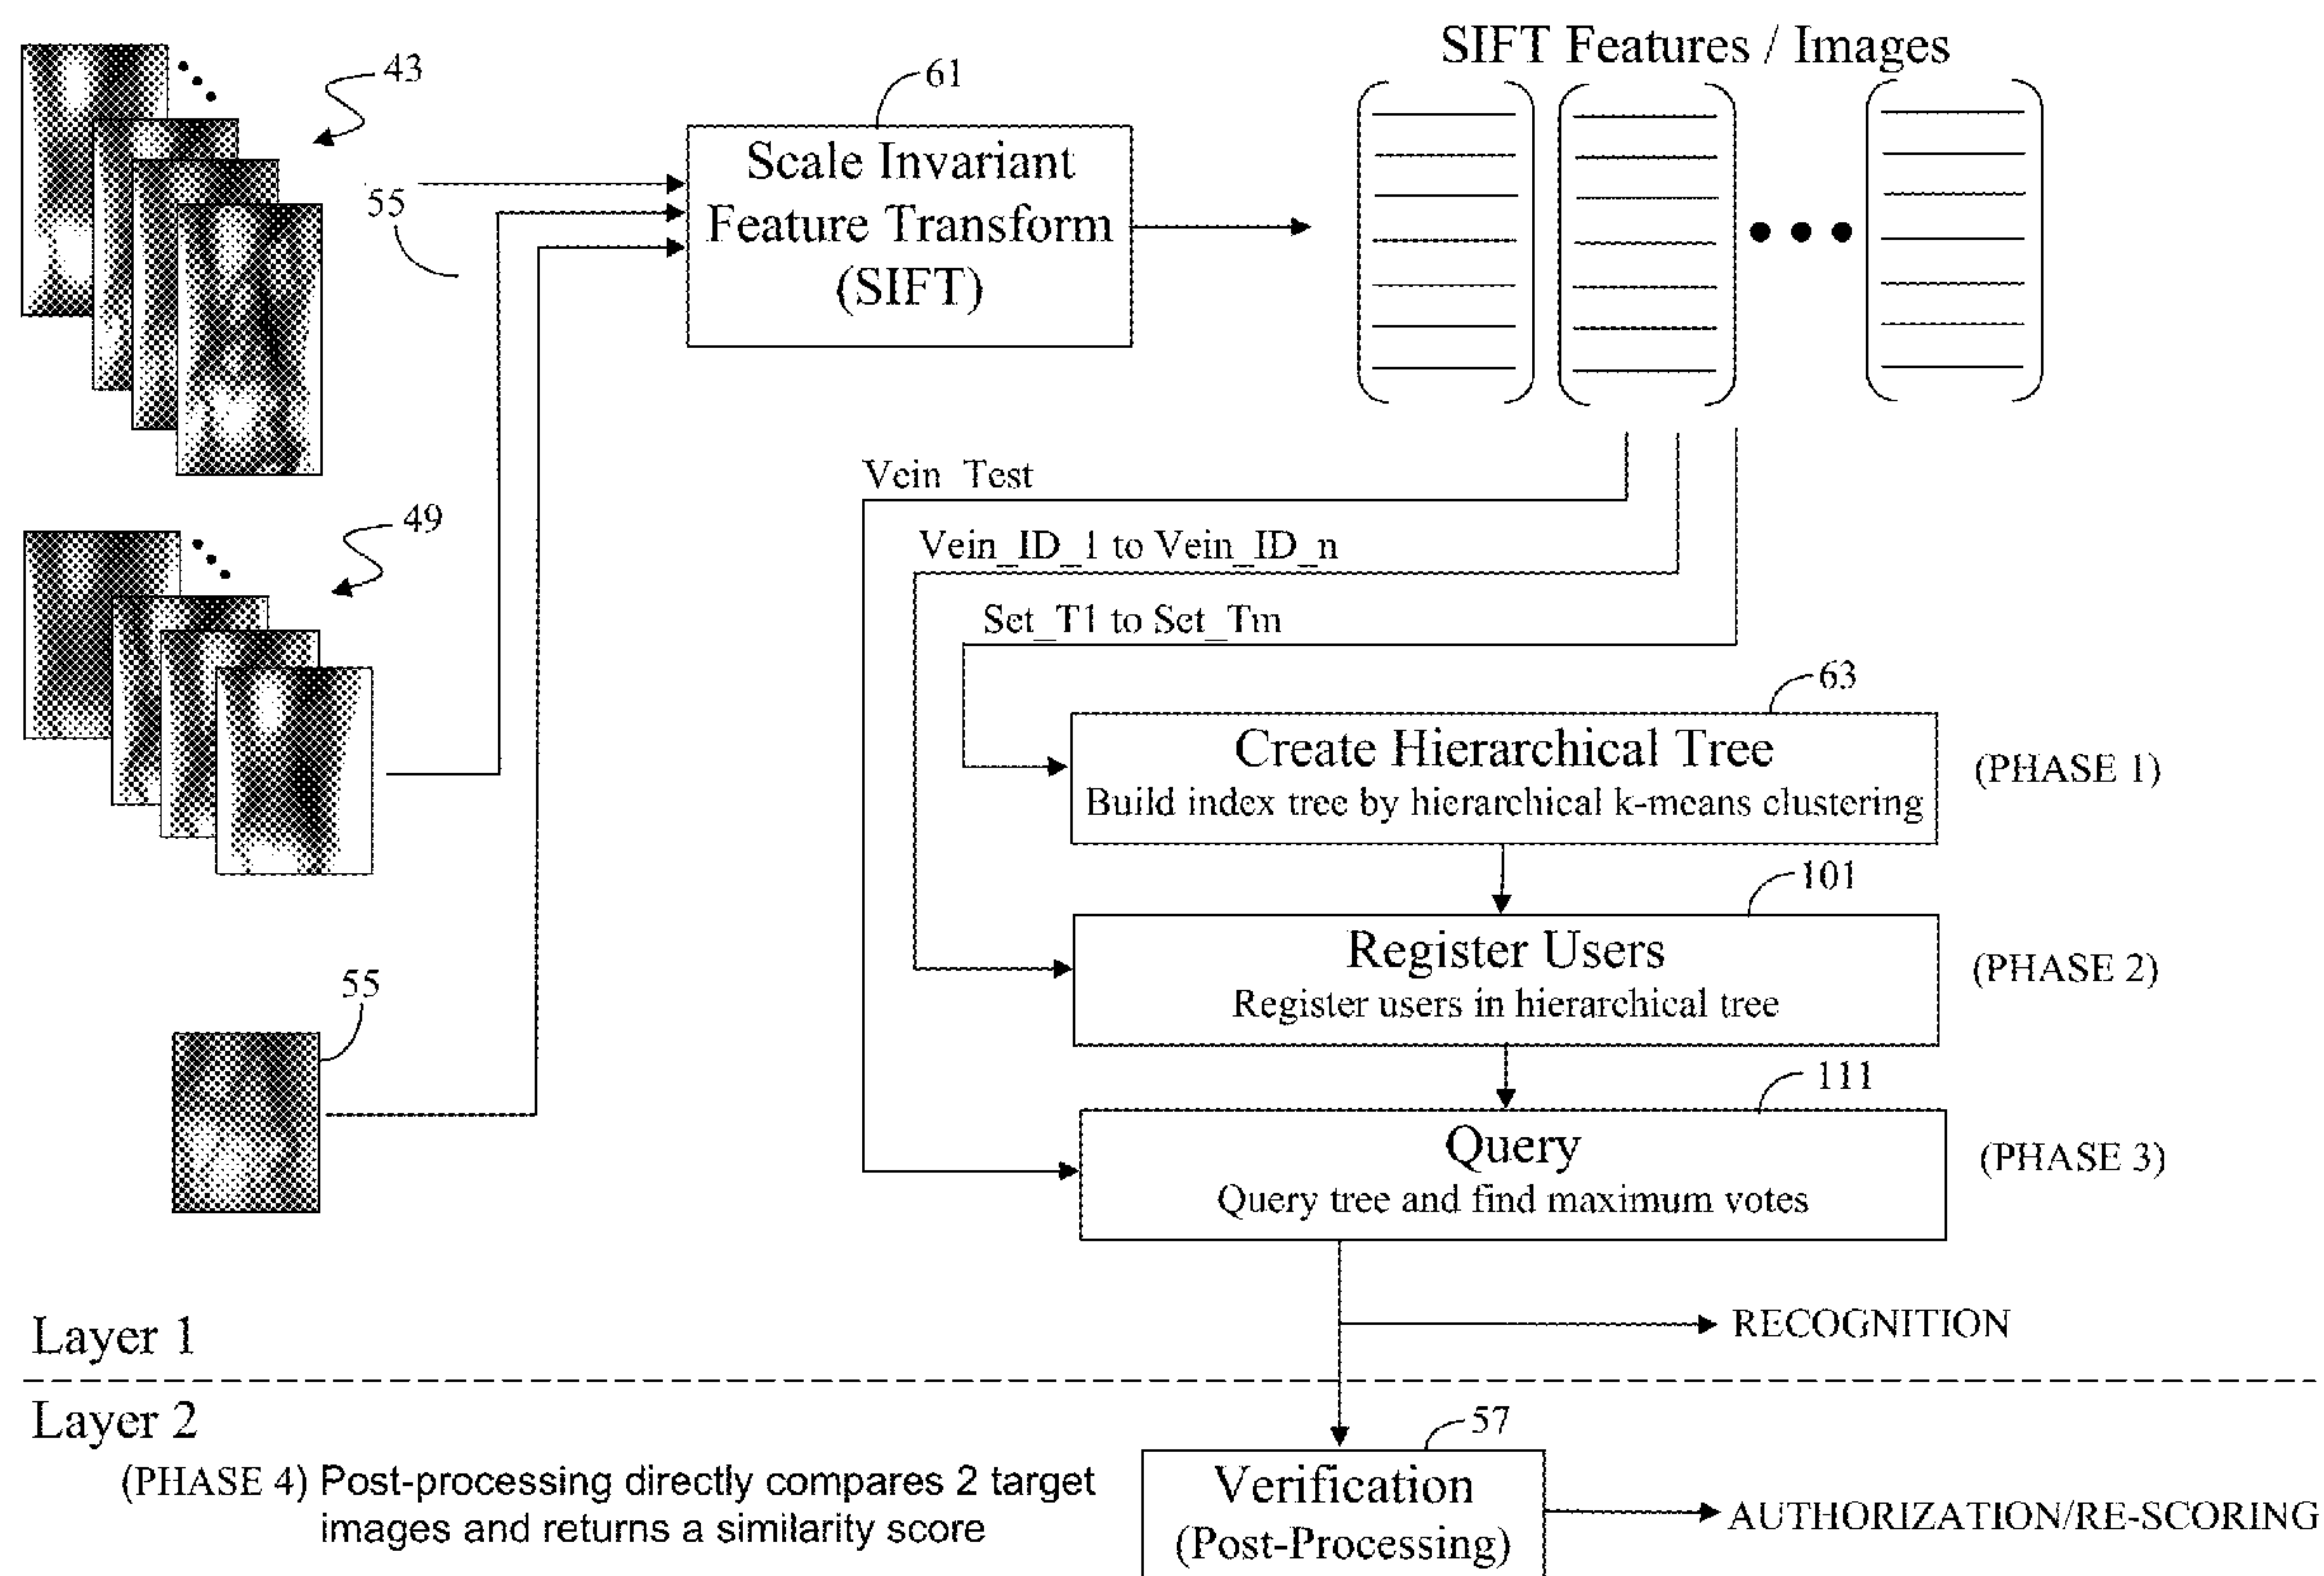 SIFT Features / Images
43
61
Scale Invariant
Feature Transform
(SIFT)
55
Vein Test
49
Vein_ID_1 to Vein_ID_n
Set_T1 to Set_Tm
63
Create Hierarchical Tree
Build index tree by hierarchical k-means clustering
(PHASE 1)
101
Register Users
Register users in hierarchical tree
(PHASE 2)
55
111
Query
Query tree and find maximum votes
(PHASE 3)
RECOGNITION
Layer 1
Layer 2
57
(PHASE 4) Post-processing directly compares 2 target
images and returns a similarity score
Verification
(Post-Processing)
AUTHORIZATION/RE-SCORING